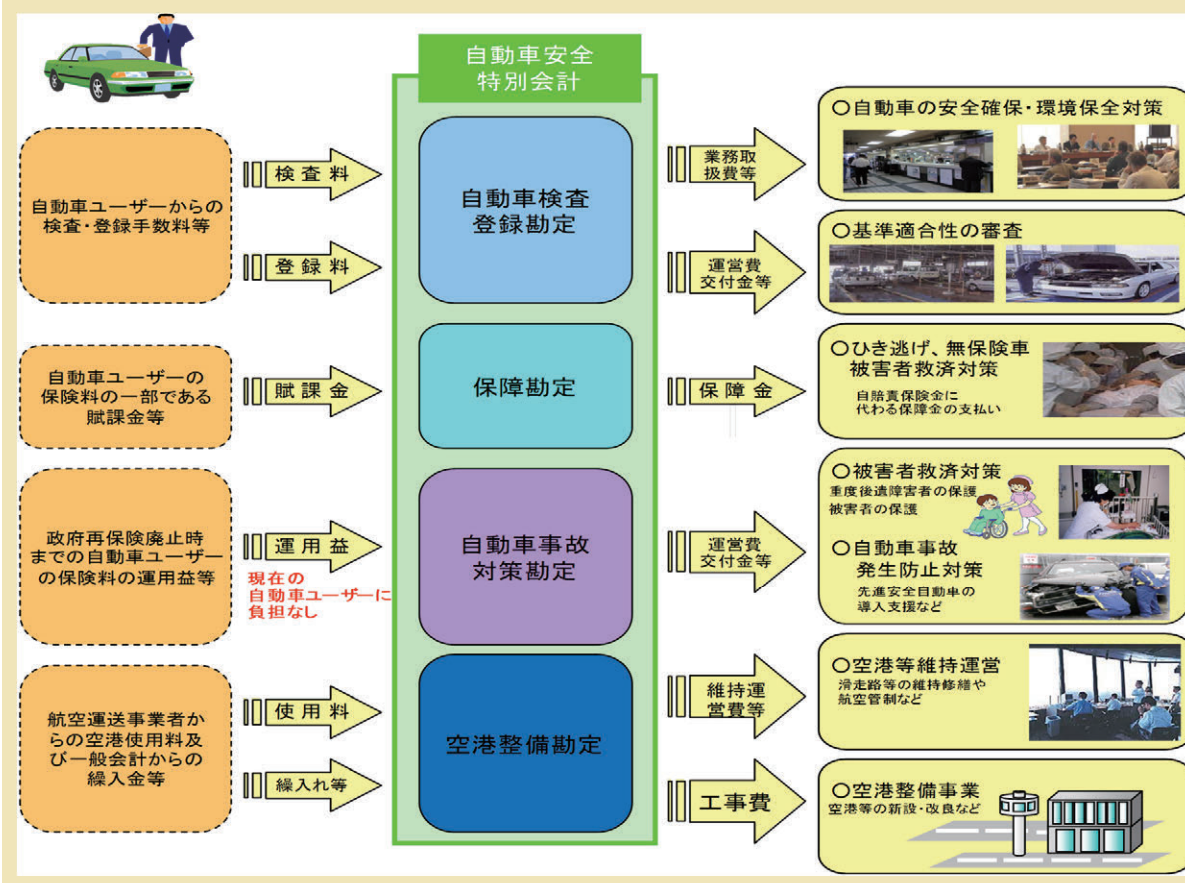 自動車安全
特別会計
自動車ユーザーからの
検査・登録手数料等
検査料
登録料
自動車検査
登録勘定
業務取
扱費等
運営費
交付金等
○自動車の安全確保・環境保全対策
○基準適合性の審査
自動車ユーザーの
保険料の一部である
賦課金等
賦課金
保障勘定
保障金
○ひき逃げ、無保険車
被害者救済対策
自賠責保険金に
代わる保障金の支払い
政府再保険廃止時
までの自動車ユーザー
の保険料の運用益等
運用益
現在の
自動車ユーザーに
負担なし
自動車事故
対策勘定
運営費
交付金等
○被害者救済対策
重度後遺障害者の保護
被害者の保護
○自動車事故
発生防止対策
先進安全自動車の
導入支援など
航空運送事業者か
らの空港使用料及
び一般会計からの
繰入金等
使用料
繰入れ等
空港整備勘定
維持運
営費等
工事費
○空港等維持運営
滑走路等の維持修繕や
航空管制など
○空港整備事業
空港等の新設・改良など